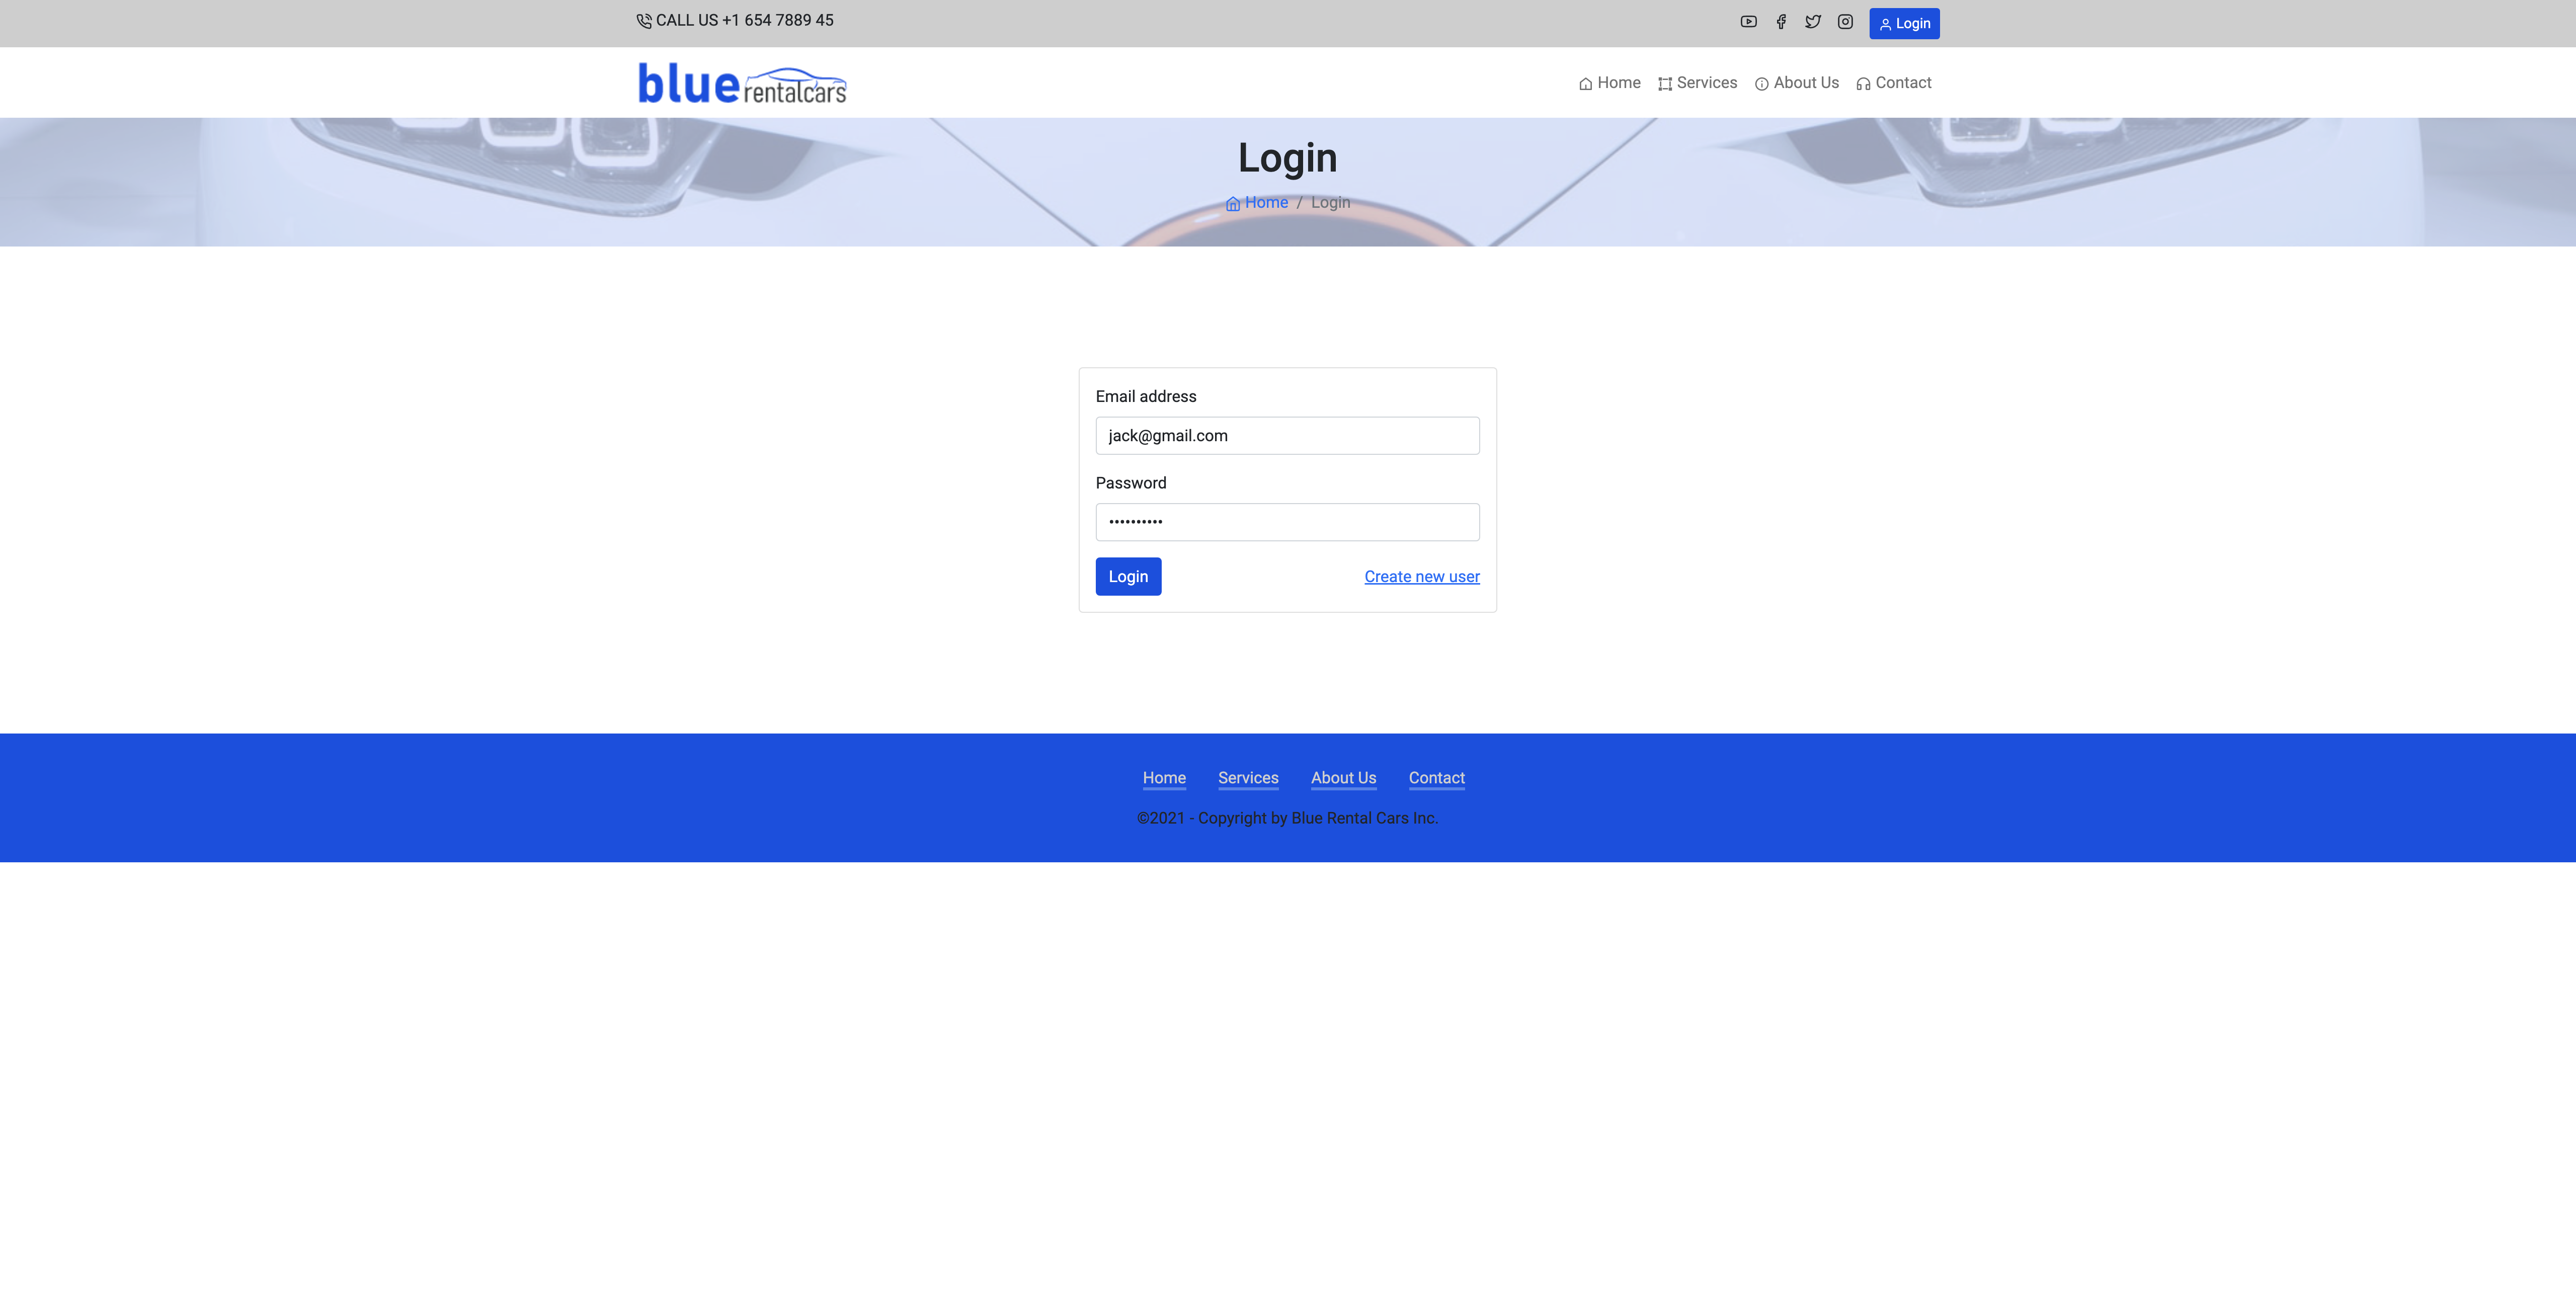 CALL US +1 654 7889 45
Login
blue rentalcars
Home Services About Us Contact
Login
Home / Login
Email address
jack@gmail.com
Password
••••••••••
Login Create new user
Home Services About Us Contact
©2021 - Copyright by Blue Rental Cars Inc.